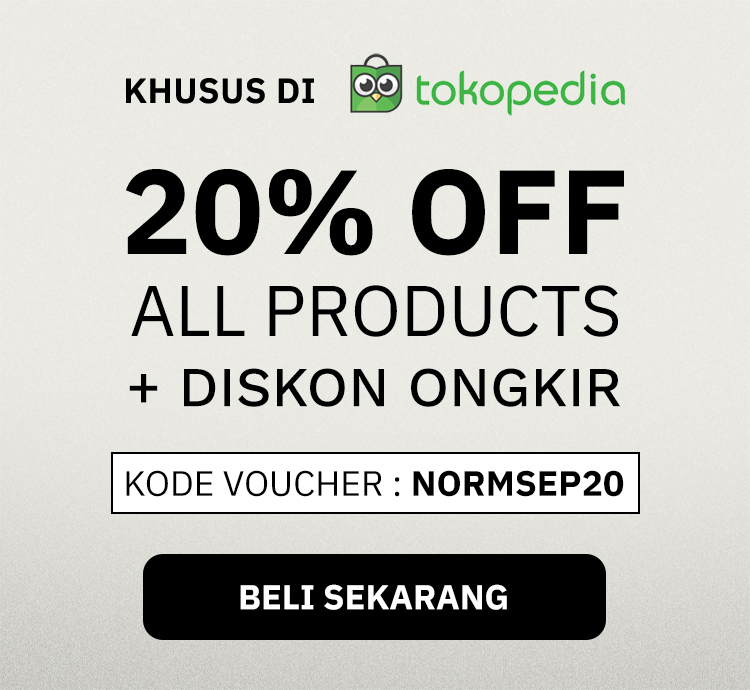 KHUSUS DI tokopedia
20% OFF
ALL PRODUCTS
+ DISKON ONGKIR
KODE VOUCHER : NORMSEP20
BELI SEKARANG